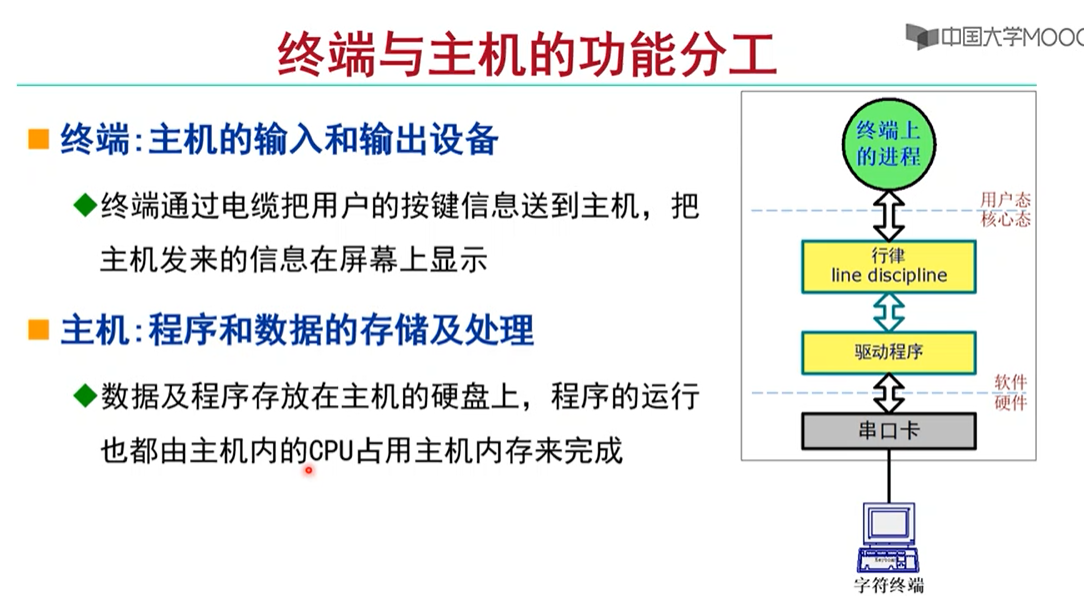 终端与主机的功能分工
中国大学MOOC
终端:主机的输入和输出设备
终端通过电缆把用户的按键信息送到主机，把
主机发来的信息在屏幕上显示
主机:程序和数据的存储及处理
数据及程序存放在主机的硬盘上，程序的运行
也都由主机内的CPU占用主机内存来完成
终端上
的进程
用户态
核心态
行律
line discipline
驱动程序
软件
硬件
串口卡
字符终端